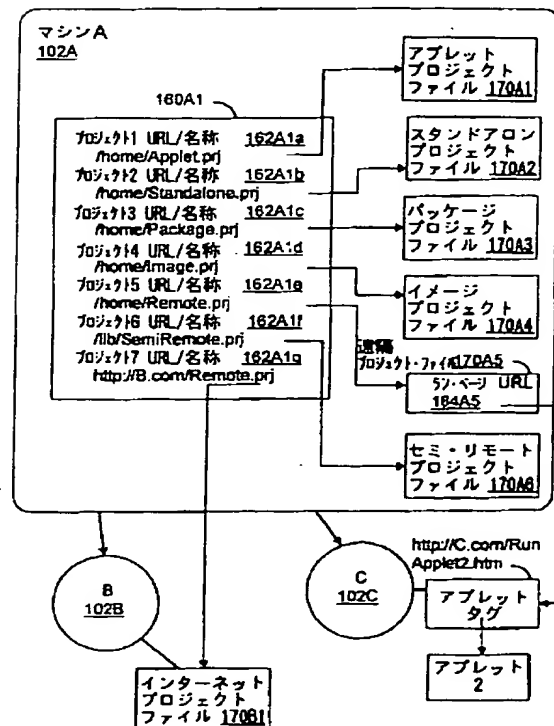 マシンA
102A
160A1
プロジェクト1 URL/名称 162A1a
/home/Applet.prj
プロジェクト2 URL/名称 162A1b
/home/Standalone.prj
プロジェクト3 URL/名称 162A1c
/home/Package.prj
プロジェクト4 URL/名称 162A1d
/home/Image.prj
プロジェクト5 URL/名称 162A1e
/home/Remote.prj
プロジェクト6 URL/名称 162A1f
/lib/SemiRemote.prj
プロジェクト7 URL/名称 162A1g
http://B.com/Remote.prj
アプレット
プロジェクト
ファイル 170A1
スタンドアロン
プロジェクト
ファイル 170A2
パッケージ
プロジェクト
ファイル 170A3
イメージ
プロジェクト
ファイル 170A4
遠隔
プロジェクト・ファイル 170A5
ラン・ページ URL
184A5
セミ・リモート
プロジェクト
ファイル 170A6
B
102B
C
102C
http://C.com/Run
Applet2.htm
アプレット
タグ
アプレット
2
インターネット
プロジェクト
ファイル 170B1